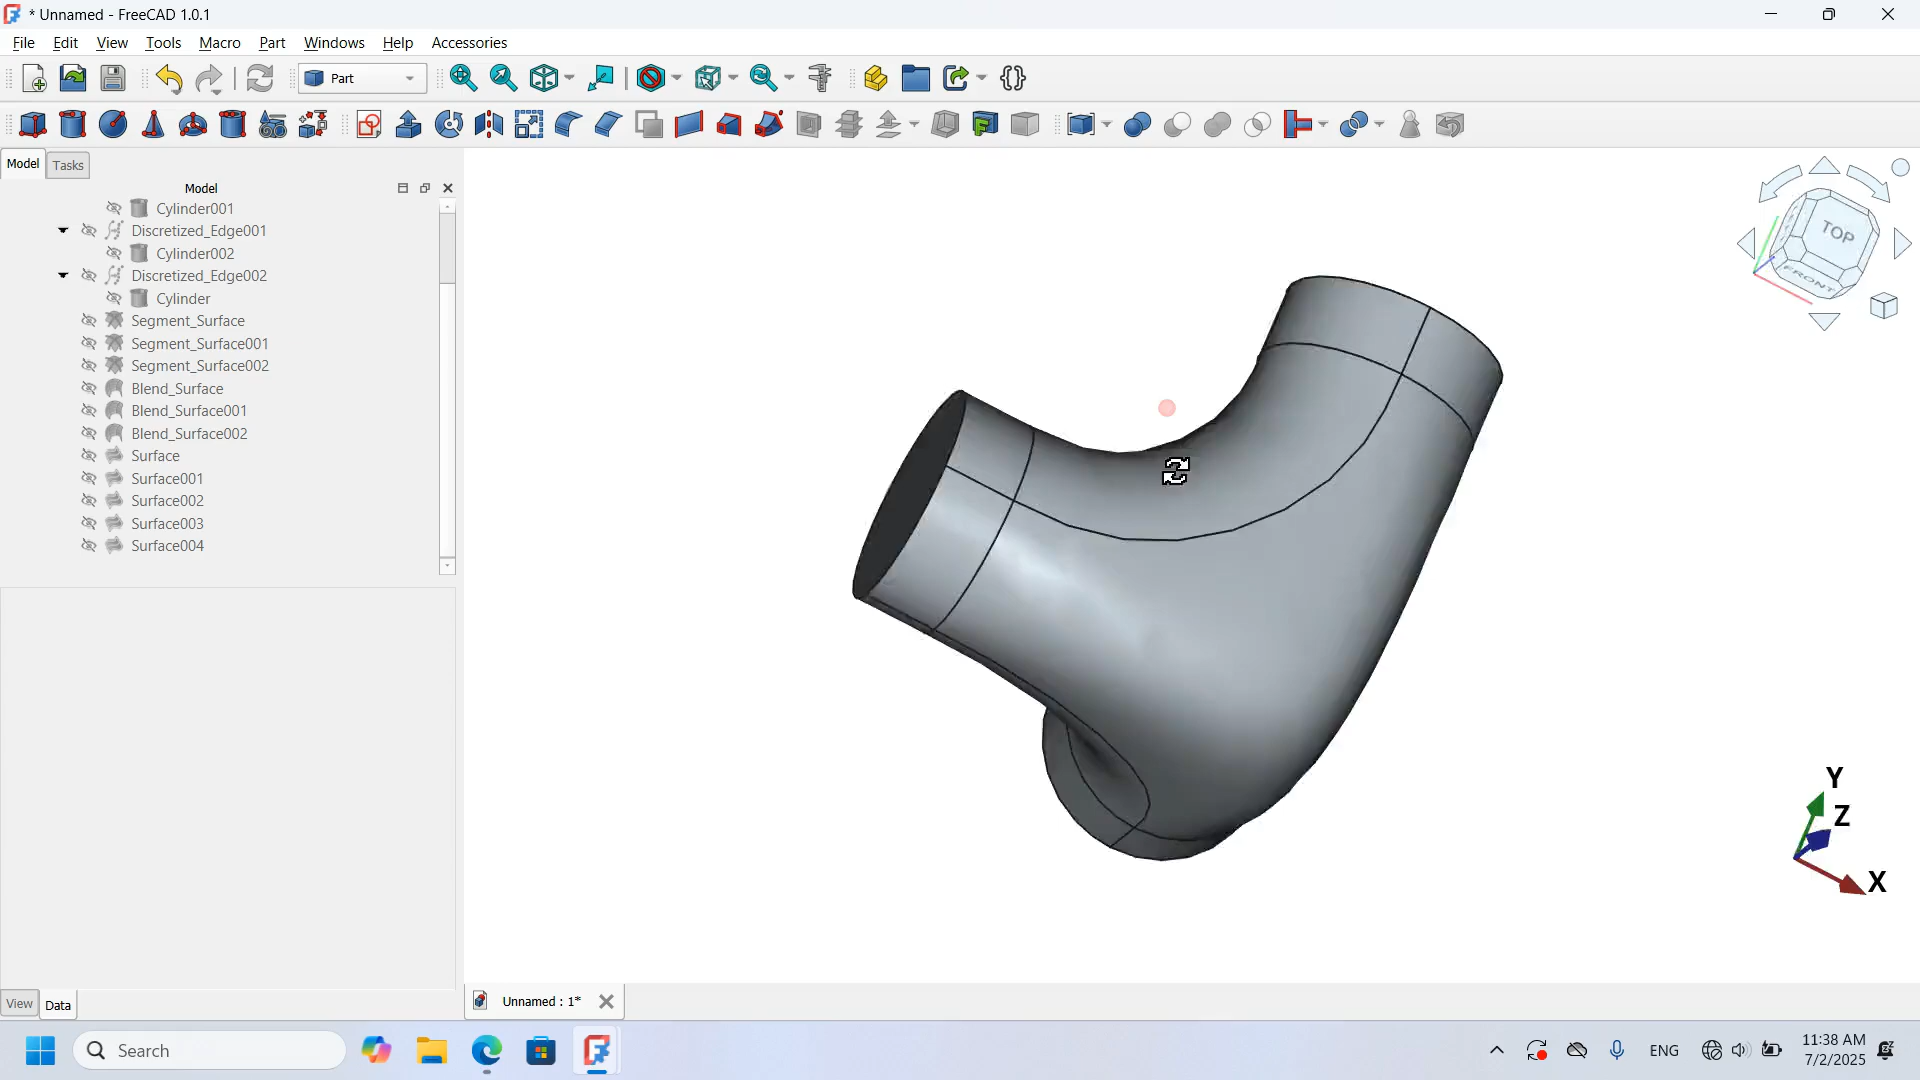 * Unnamed - FreeCAD 1.0.1
File Edit View Tools Macro Part Windows Help Accessories
Part
Model Tasks
Model
Cylinder001
Discretized_Edge001
Cylinder002
Discretized_Edge002
Cylinder
Segment_Surface
Segment_Surface001
Segment_Surface002
Blend_Surface
Blend_Surface001
Blend_Surface002
Surface
Surface001
Surface002
Surface003
Surface004
TOP
FRONT
Y
Z
X
View Data
Unnamed : 1*
Search
ENG
11:38 AM
7/2/2025